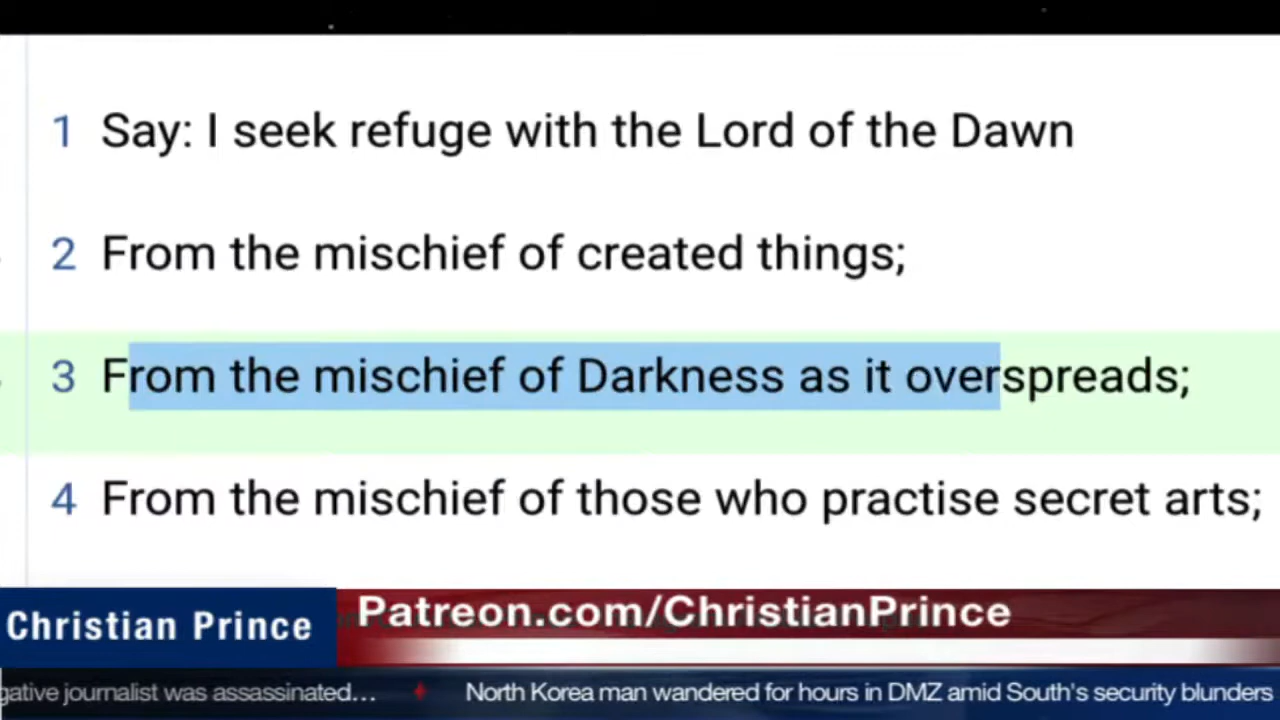 1 Say: I seek refuge with the Lord of the Dawn
2 From the mischief of created things;
3 From the mischief of Darkness as it overspreads;
4 From the mischief of those who practise secret arts;
Christian Prince
Patreon.com/ChristianPrince
journalist was assassinated... North Korea man wandered for hours in DMZ amid South's security blunders